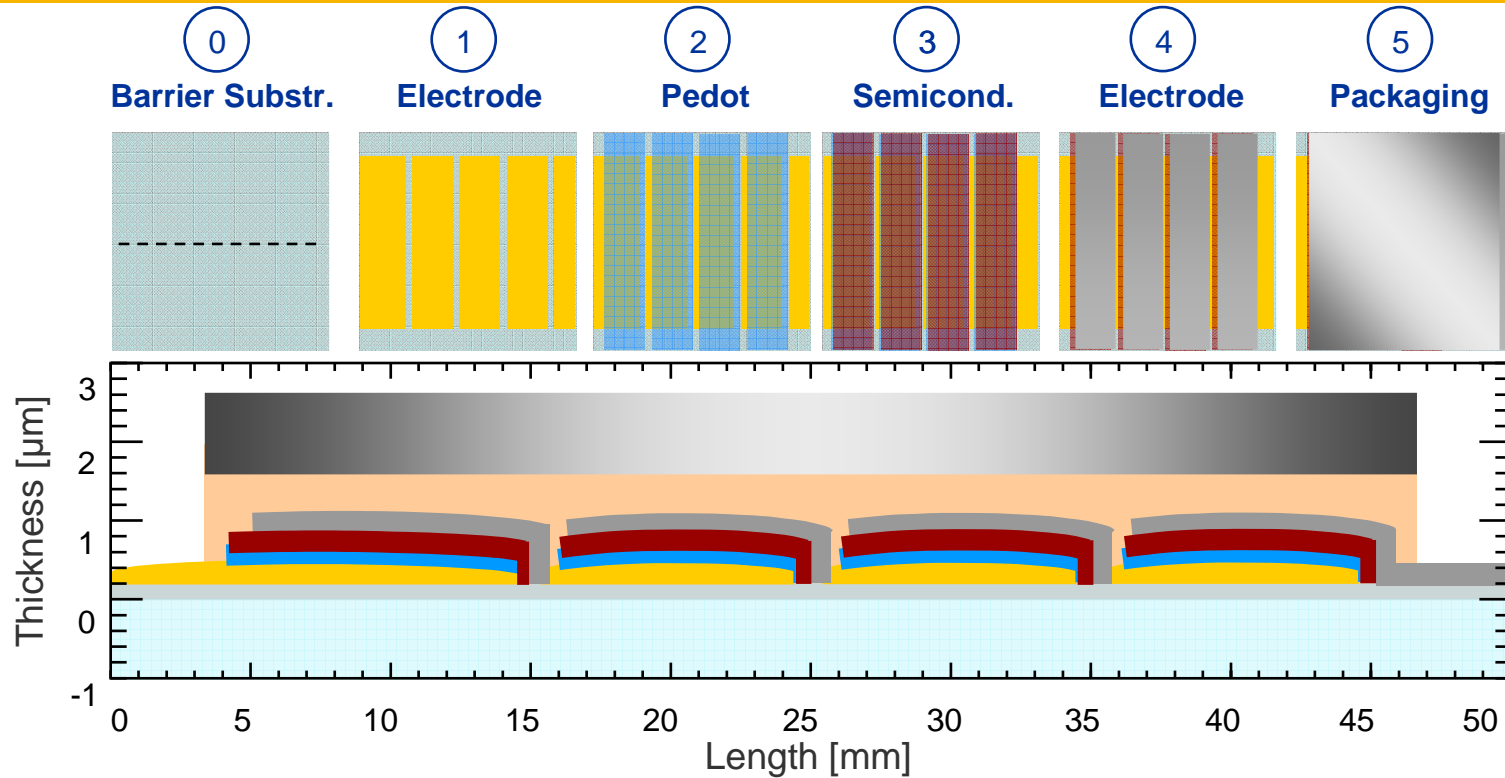 0 1 2 3 4 5
Barrier Substr. Electrode Pedot Semicond. Electrode Packaging
3
2
1
0
-1
Thickness [µm]
0 5 10 15 20 25 30 35 40 45 50
Length [mm]